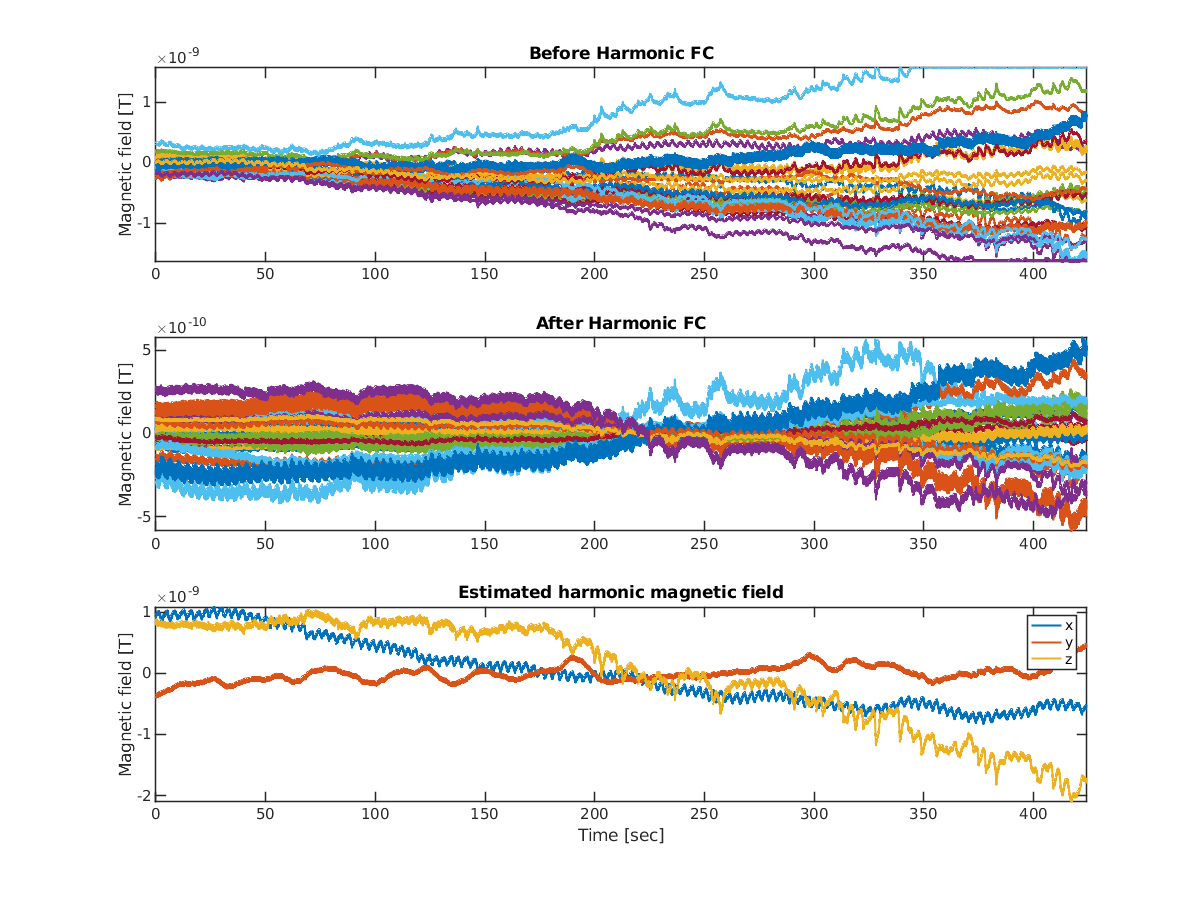 Before Harmonic FC
×10-9
Magnetic field [T]
1
0
-1
0 50 100 150 200 250 300 350 400
After Harmonic FC
×10-10
Magnetic field [T]
5
0
-5
0 50 100 150 200 250 300 350 400
Estimated harmonic magnetic field
×10-9
Magnetic field [T]
1
0
-1
-2
x
y
z
0 50 100 150 200 250 300 350 400
Time [sec]